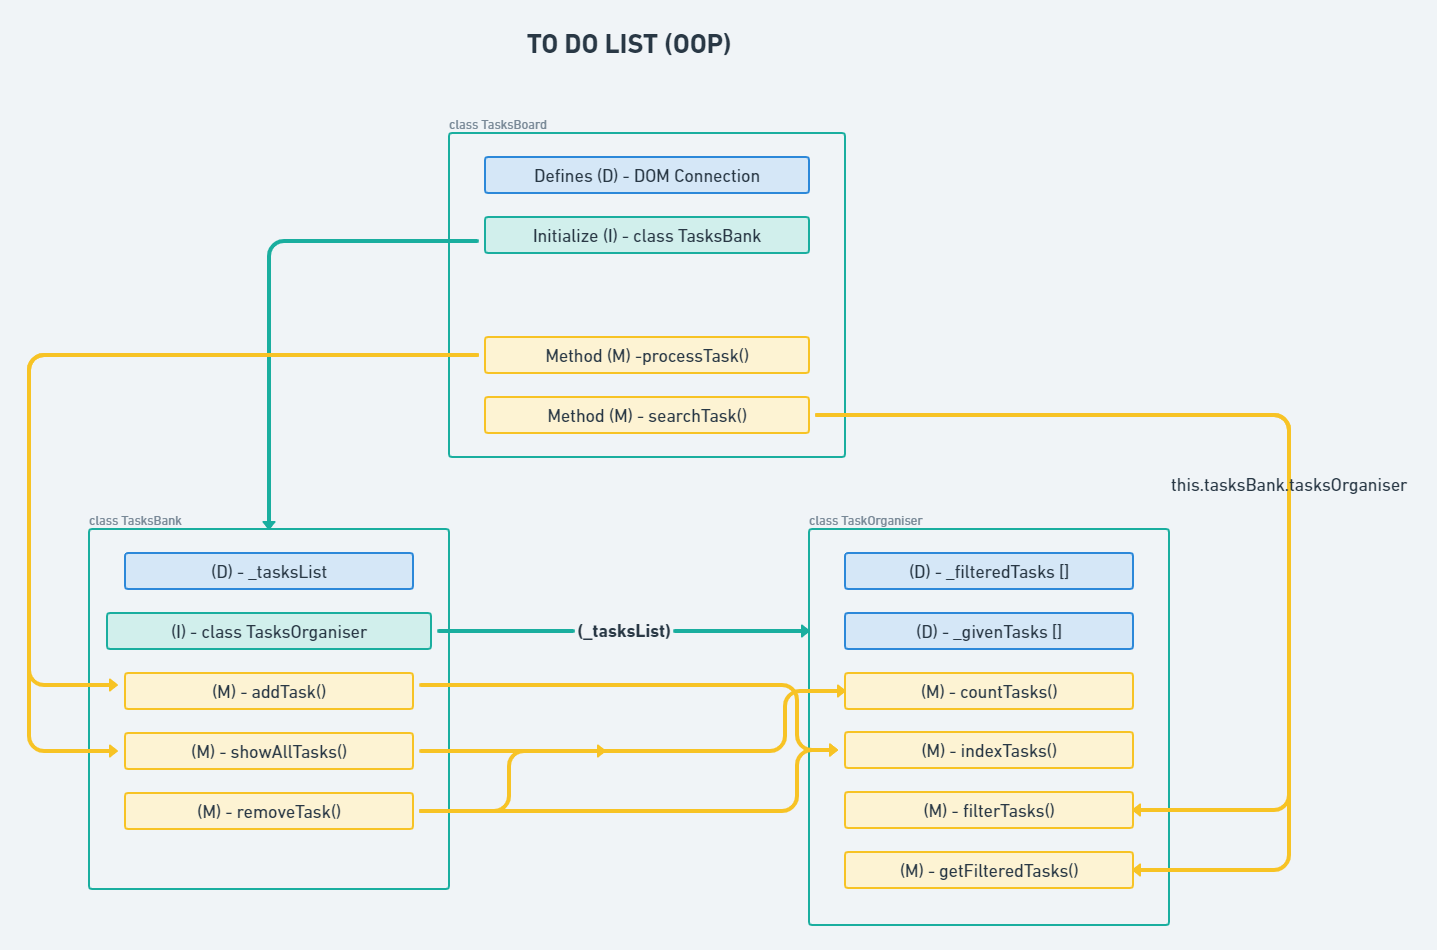 TO DO LIST (OOP)
class TasksBoard
Defines (D) - DOM Connection
Initialize (I) - class TasksBank
Method (M) -processTask()
Method (M) - searchTask()
this.tasksBank.tasksOrganiser
class TasksBank
(D) - _tasksList
(I) - class TasksOrganiser
(M) - addTask()
(M) - showAllTasks()
(M) - removeTask()
(_tasksList)
class TaskOrganiser
(D) - _filteredTasks []
(D) - _givenTasks []
(M) - countTasks()
(M) - indexTasks()
(M) - filterTasks()
(M) - getFilteredTasks()